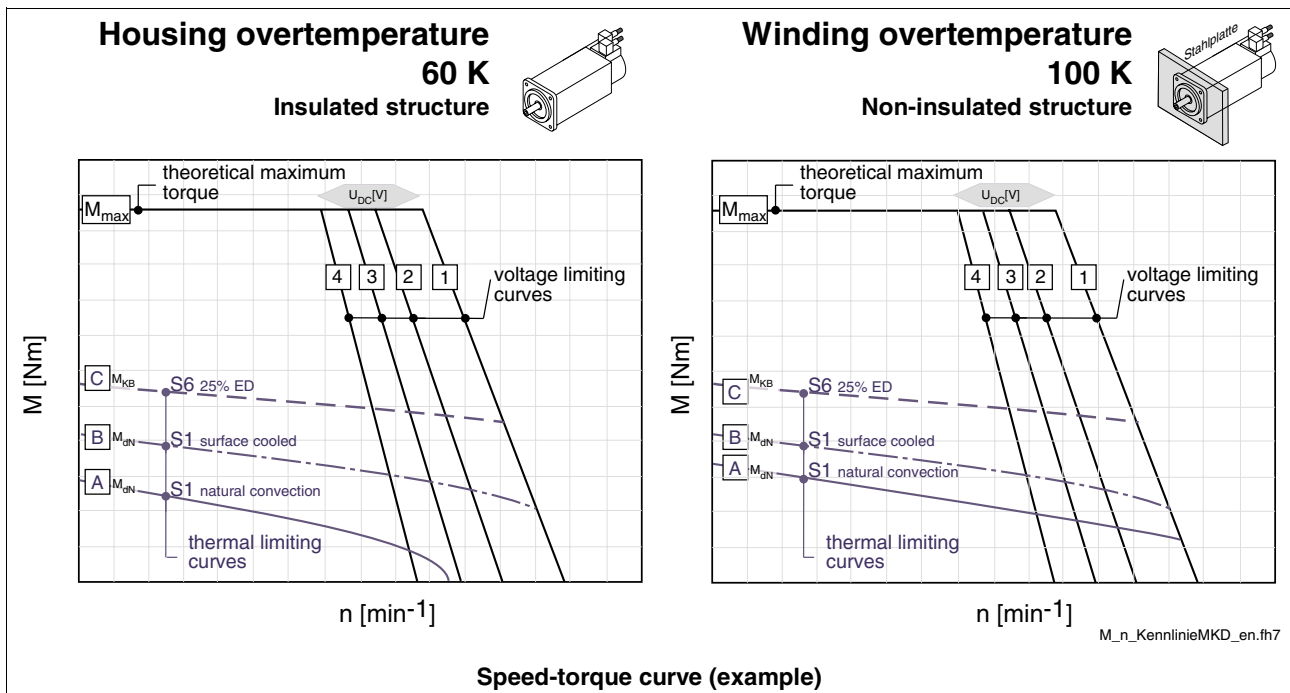 Housing overtemperature
60 K
Insulated structure
Winding overtemperature
100 K
Non-insulated structure
Stahlplatte
theoretical maximum
torque
U_DC[V]
M_max
4 3 2 1
voltage limiting
curves
M [Nm]
C M_KB S6 25% ED
B M_dN S1 surface cooled
A M_dN S1 natural convection
thermal limiting
curves
n [min-1]
theoretical maximum
torque
U_DC[V]
M_max
4 3 2 1
voltage limiting
curves
M [Nm]
C M_KB S6 25% ED
B M_dN S1 surface cooled
A M_dN S1 natural convection
thermal limiting
curves
n [min-1]
M_n_KennlinieMKD_en.fh7
Speed-torque curve (example)